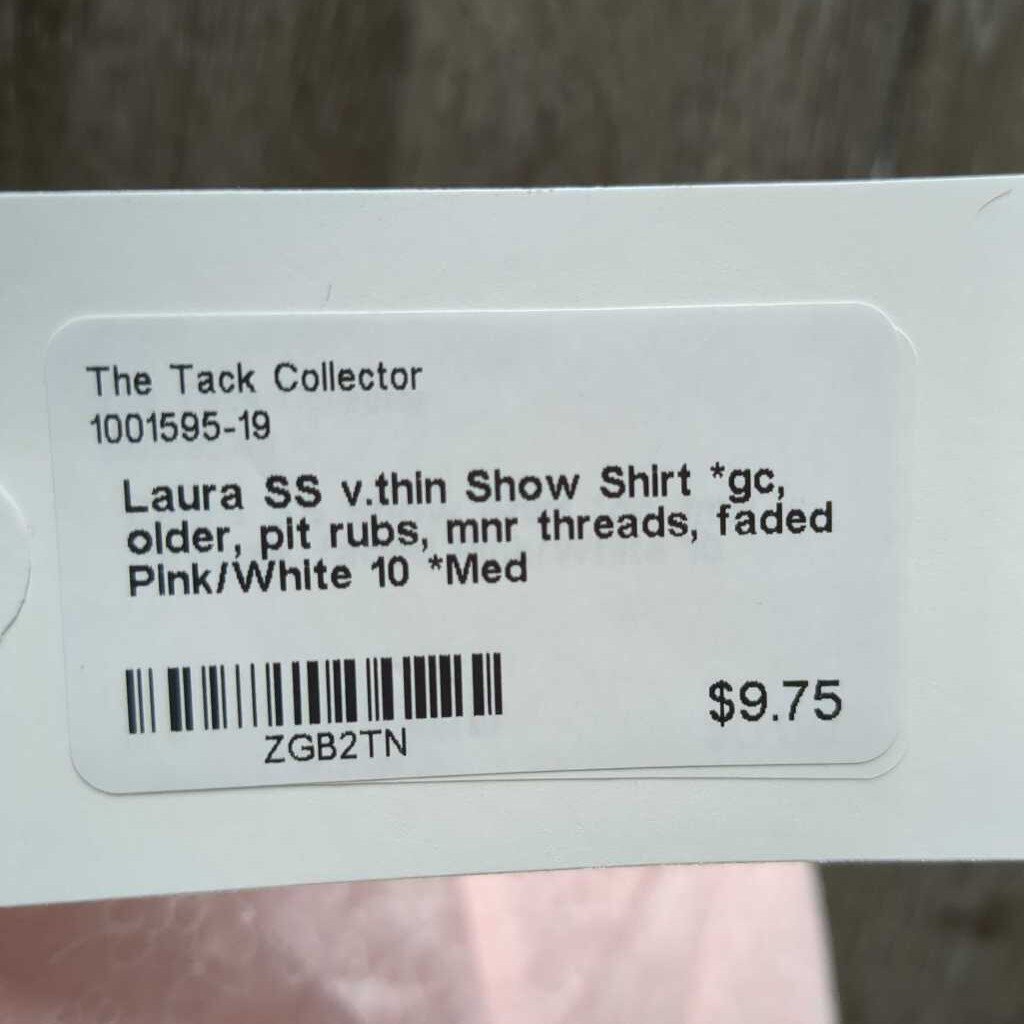 The Tack Collector
1001595-19
Laura SS v.thin Show Shirt *gc,
older, pit rubs, mnr threads, faded
Pink/White 10 *Med
ZGB2TN
$9.75